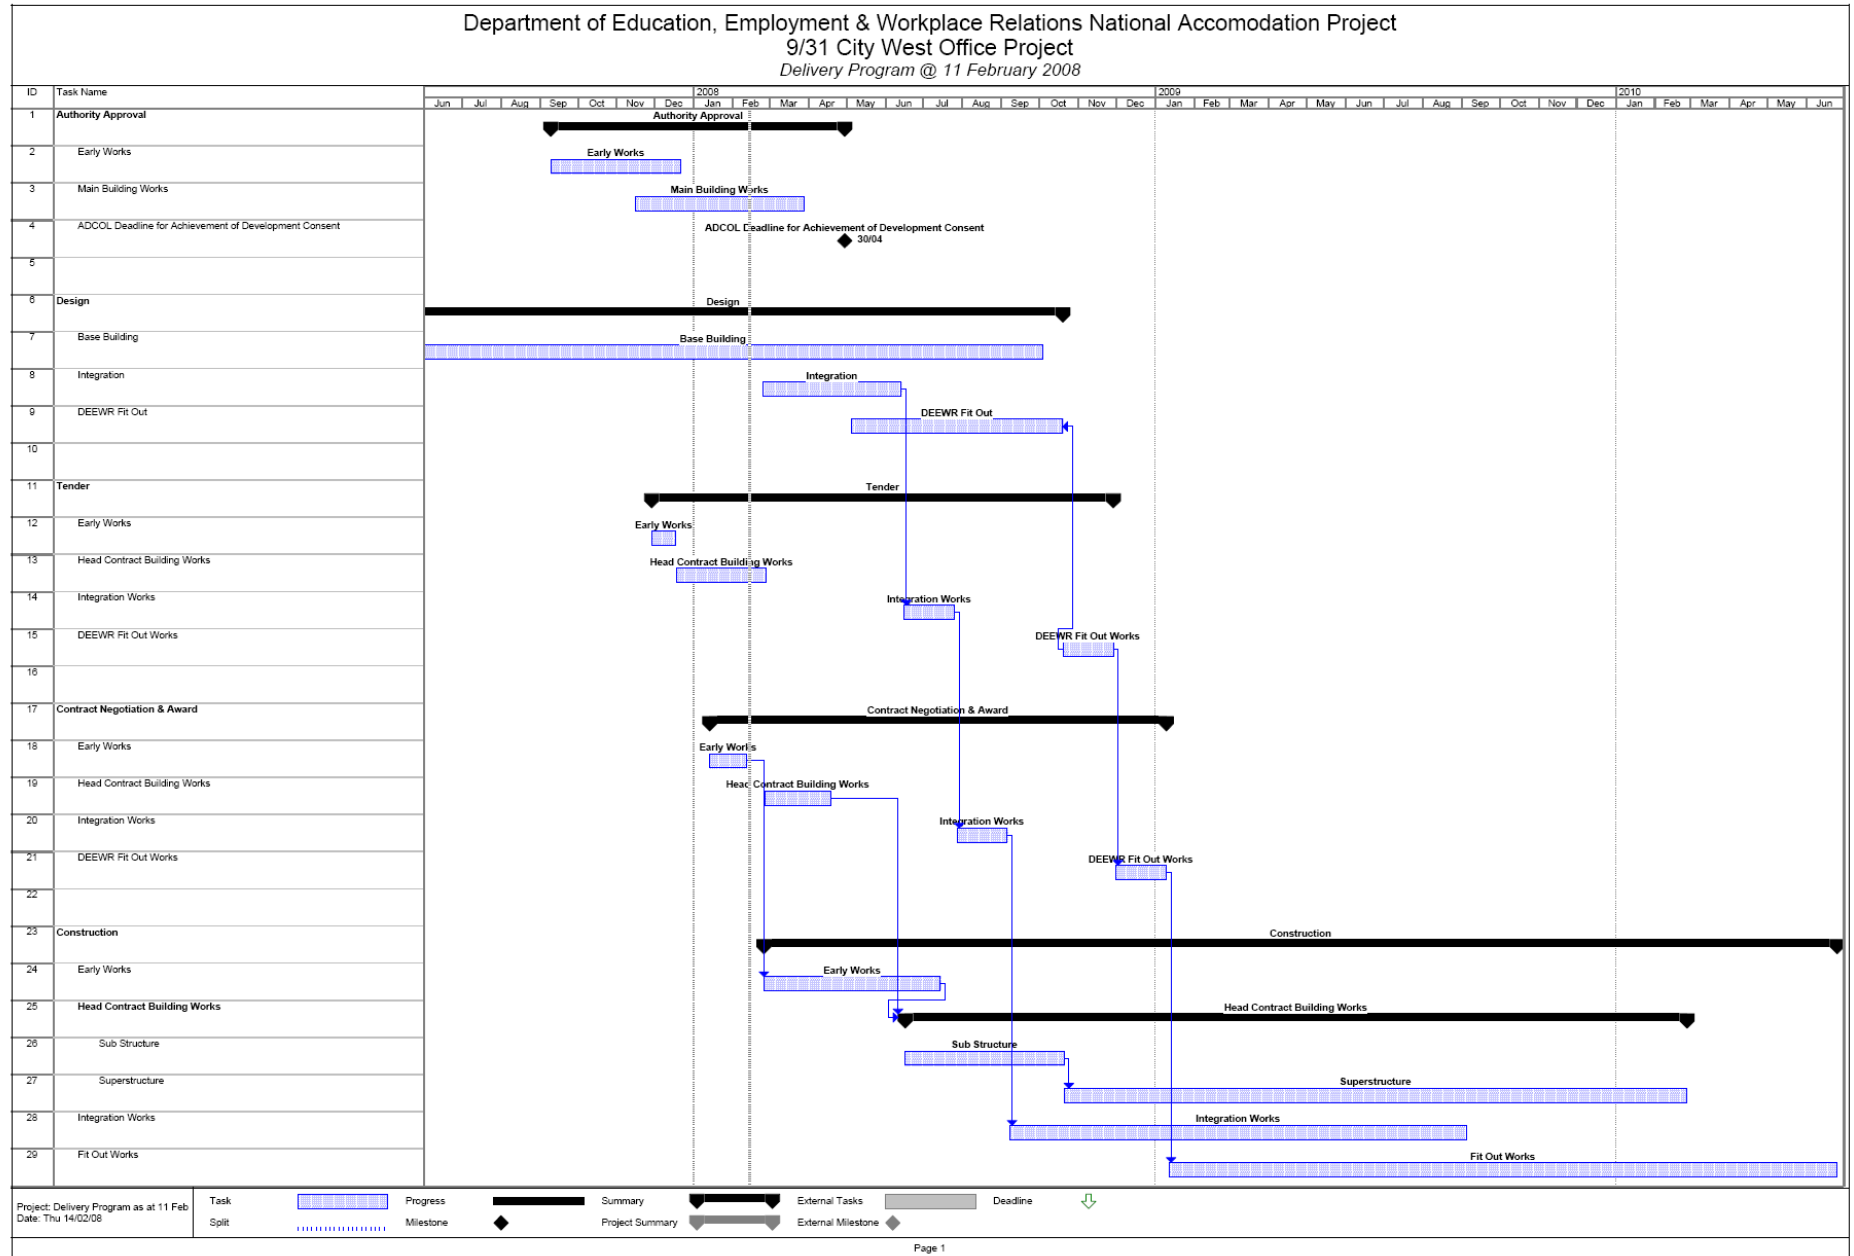 Department of Education, Employment & Workplace Relations National Accomodation Project
9/31 City West Office Project
Delivery Program @ 11 February 2008
ID Task Name 2008 2009 2010
Jun Jul Aug Sep Oct Nov Dec Jan Feb Mar Apr May Jun Jul Aug Sep Oct Nov Dec Jan Feb Mar Apr May Jun Jul Aug Sep Oct Nov Dec Jan Feb Mar Apr May Jun
1 Authority Approval Authority Approval
2 Early Works Early Works
3 Main Building Works Main Building Works
4 ADCOL Deadline for Achievement of Development Consent ADCOL Deadline for Achievement of Development Consent
30/04
5
6 Design Design
7 Base Building Base Building
8 Integration Integration
9 DEEWR Fit Out DEEWR Fit Out
10
11 Tender Tender
12 Early Works Early Works
13 Head Contract Building Works Head Contract Building Works
14 Integration Works Integration Works
15 DEEWR Fit Out Works DEEWR Fit Out Works
16
17 Contract Negotiation & Award Contract Negotiation & Award
18 Early Works Early Works
19 Head Contract Building Works Head Contract Building Works
20 Integration Works Integration Works
21 DEEWR Fit Out Works DEEWR Fit Out Works
22
23 Construction Construction
24 Early Works Early Works
25 Head Contract Building Works Head Contract Building Works
26 Sub Structure Sub Structure
27 Superstructure Superstructure
28 Integration Works Integration Works
29 Fit Out Works Fit Out Works
Project: Delivery Program as at 11 Feb
Date: Thu 14/02/08
Task Progress Summary External Tasks Deadline
Split Milestone Project Summary External Milestone
Page 1